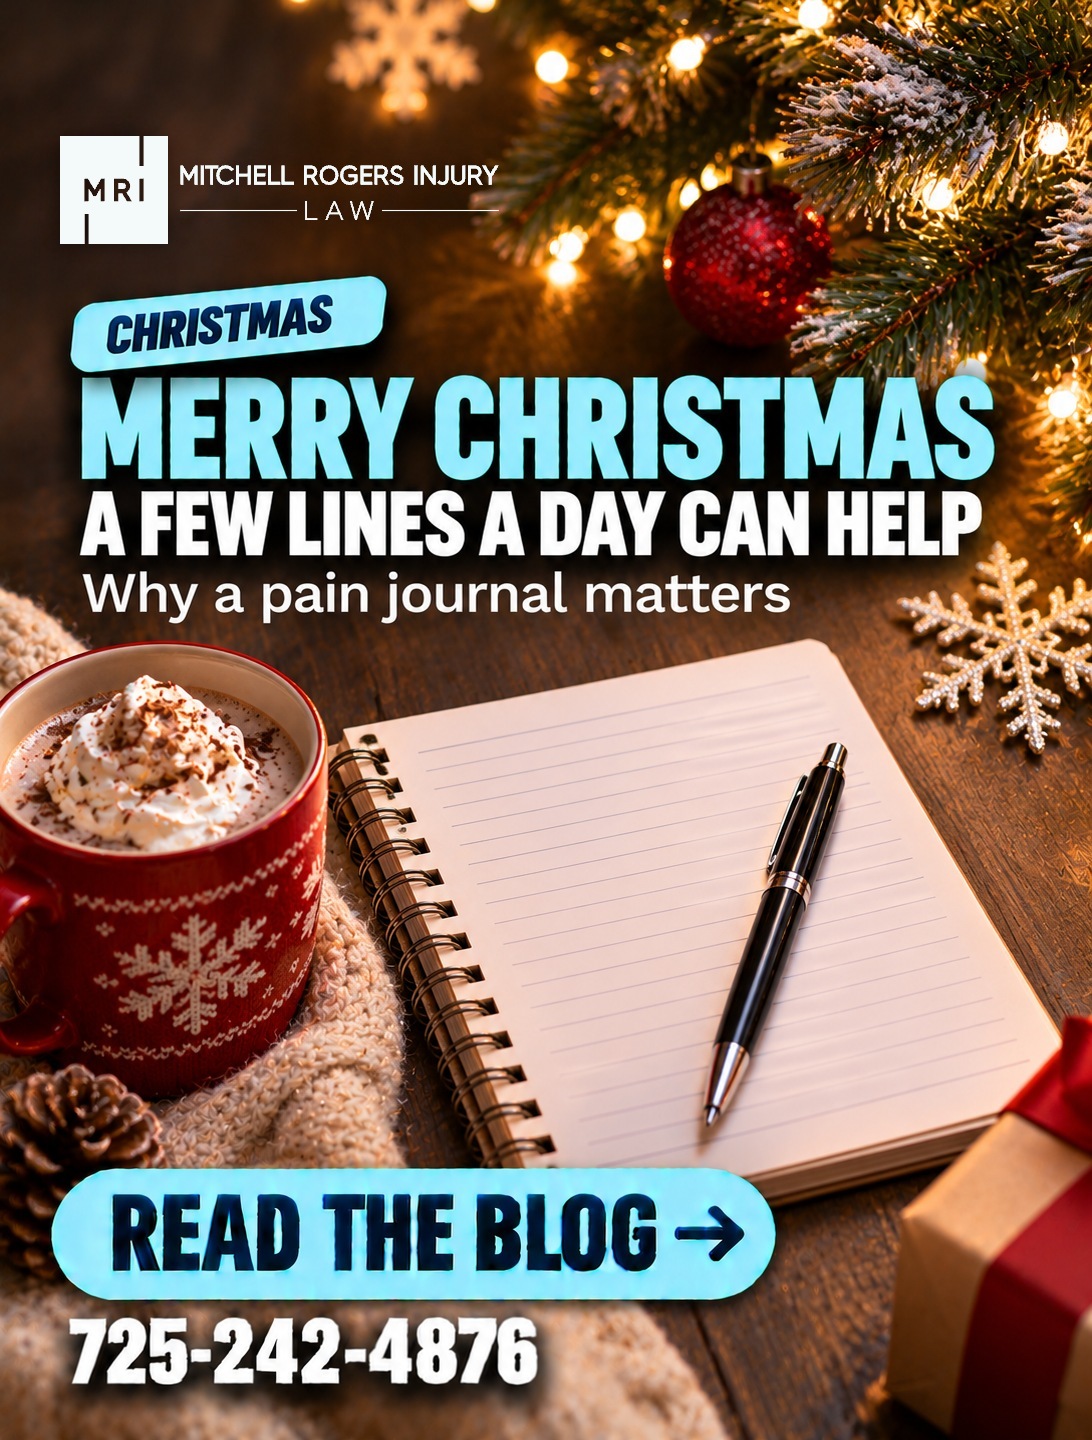 MRI
MITCHELL ROGERS INJURY
LAW
CHRISTMAS
MERRY CHRISTMAS
A FEW LINES A DAY CAN HELP
Why a pain journal matters
READ THE BLOG →
725-242-4876